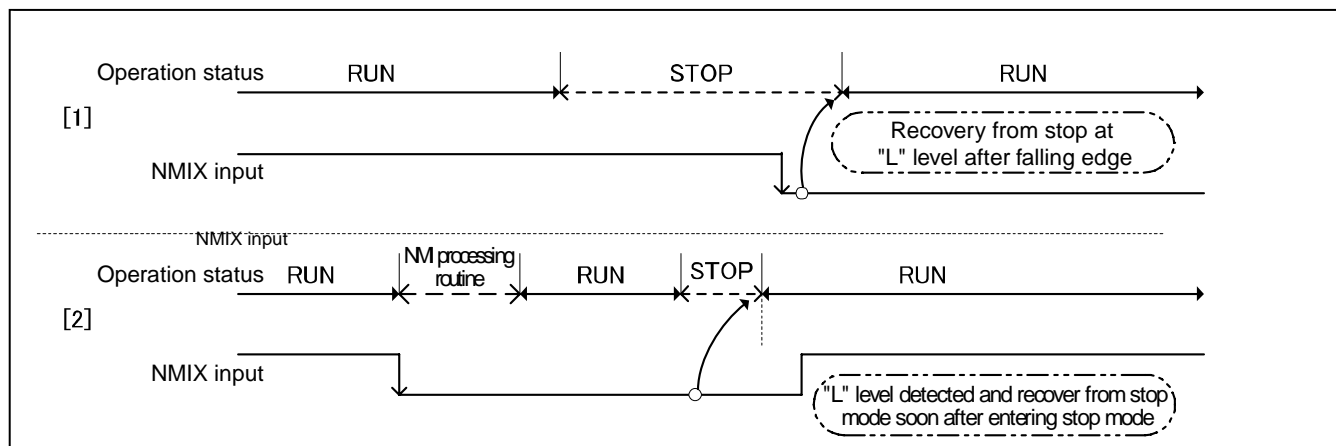 Operation status RUN STOP RUN
[1]
Recovery from stop at
"L" level after falling edge
NMIX input
NMIX input
Operation status RUN NMI processing routine RUN STOP RUN
[2]
NMIX input
"L" level detected and recover from stop
mode soon after entering stop mode